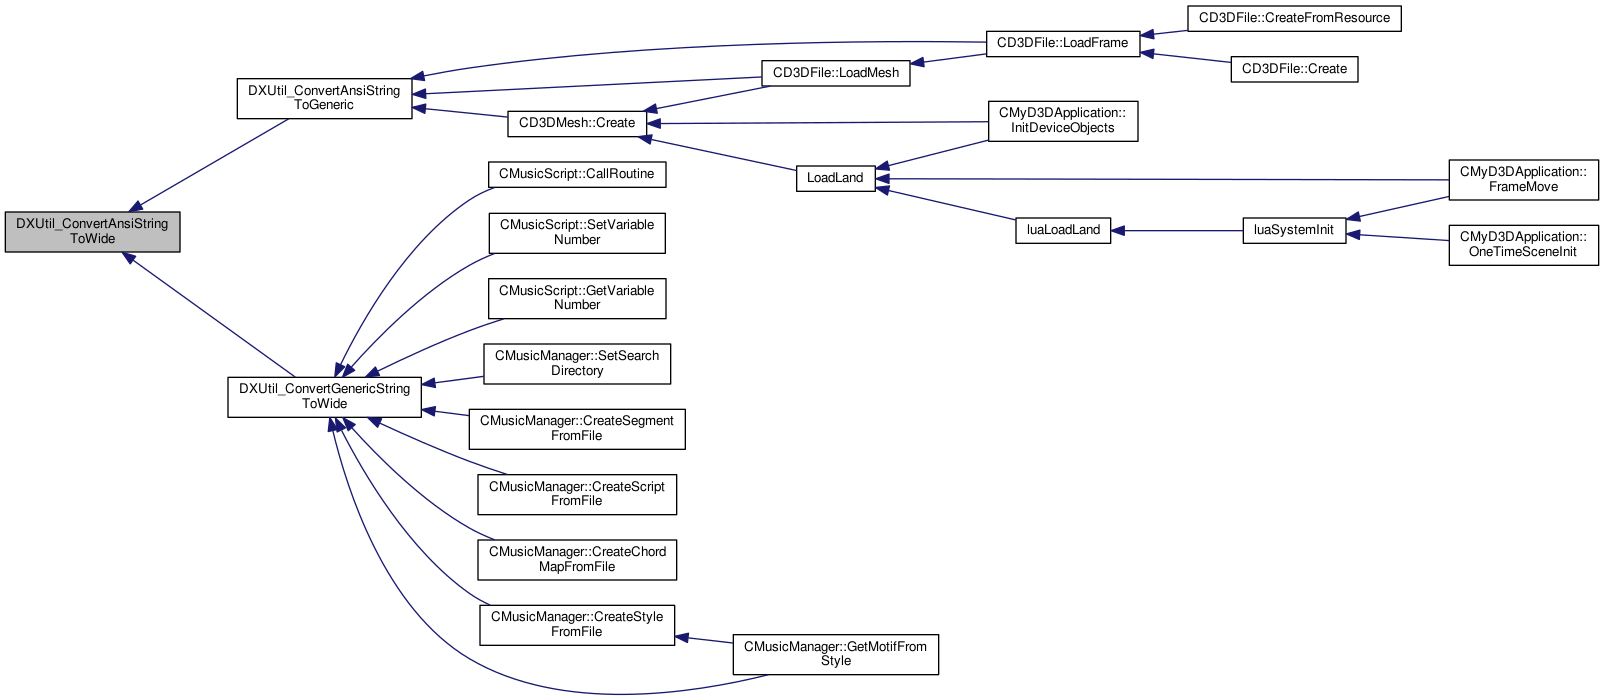 DXUtil_ConvertAnsiString
ToWide
DXUtil_ConvertAnsiString
ToGeneric
DXUtil_ConvertGenericString
ToWide
CD3DFile::LoadFrame
CD3DFile::CreateFromResource
CD3DFile::Create
CD3DFile::LoadMesh
CD3DMesh::Create
CMyD3DApplication::
InitDeviceObjects
LoadLand
CMyD3DApplication::
FrameMove
luaLoadLand
luaSystemInit
CMyD3DApplication::
OneTimeSceneInit
CMusicScript::CallRoutine
CMusicScript::SetVariable
Number
CMusicScript::GetVariable
Number
CMusicManager::SetSearch
Directory
CMusicManager::CreateSegment
FromFile
CMusicManager::CreateScript
FromFile
CMusicManager::CreateChord
MapFromFile
CMusicManager::CreateStyle
FromFile
CMusicManager::GetMotifFrom
Style